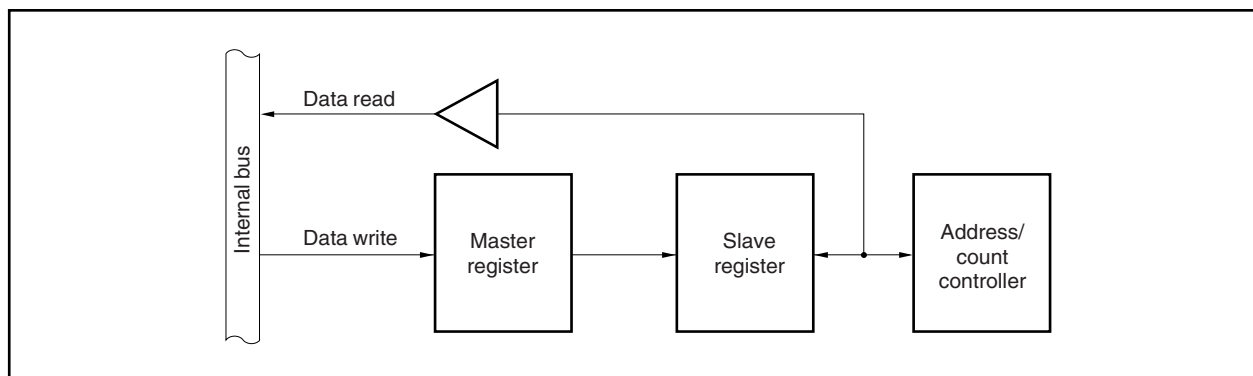 Data read
Internal bus
Data write
Master
register
Slave
register
Address/
count
controller